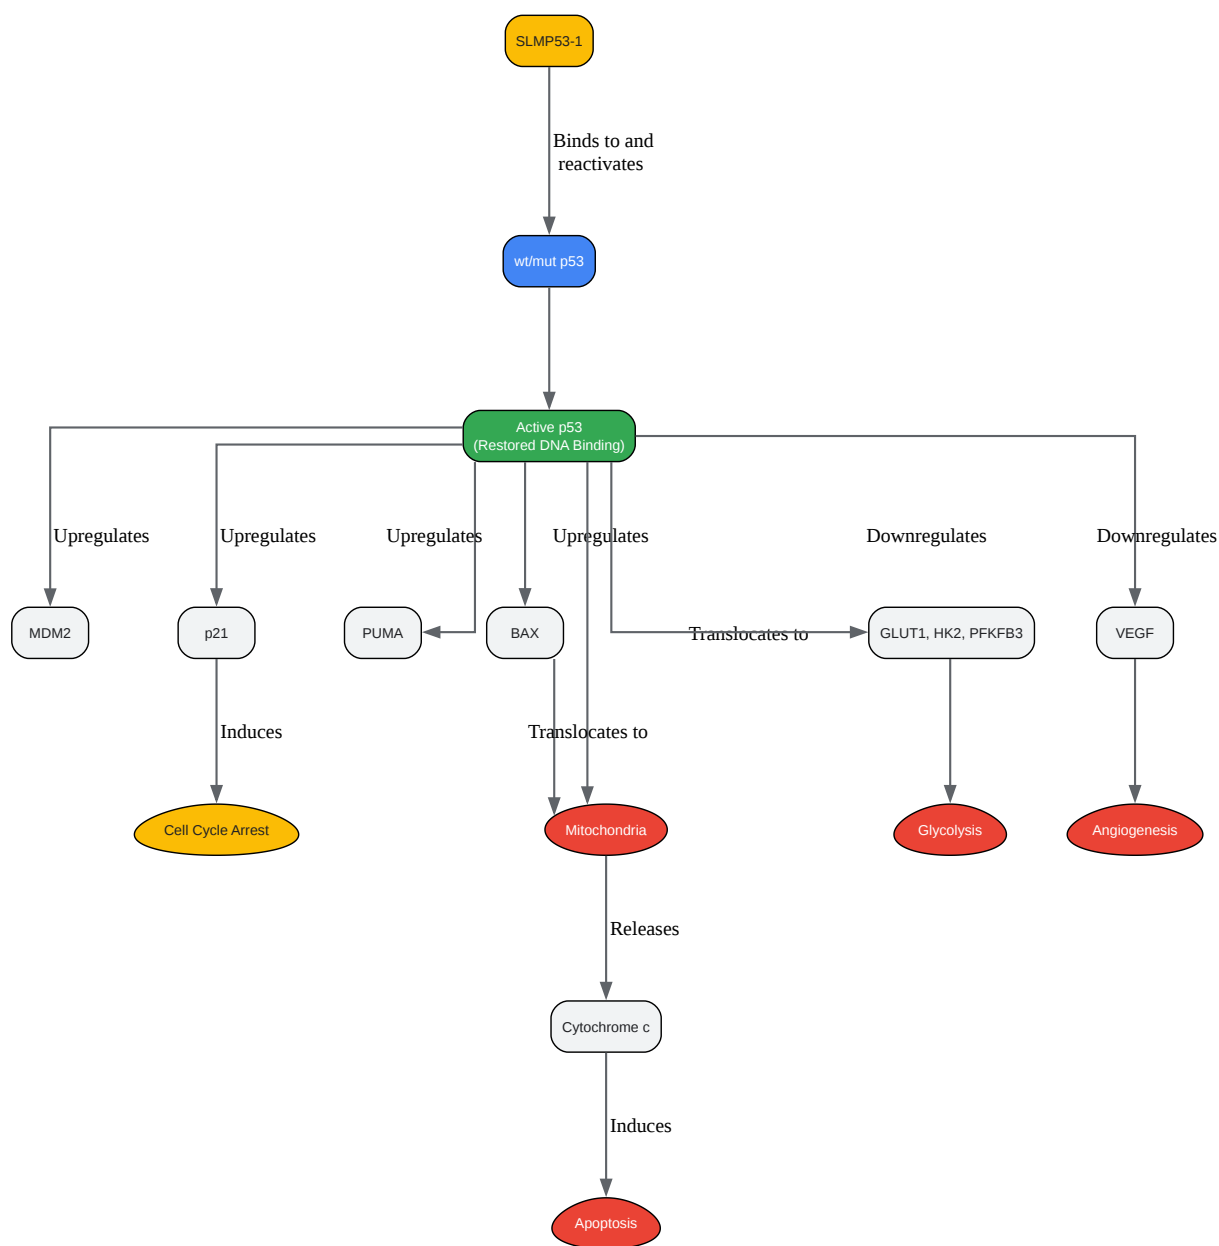 SLMP53-1
Binds to and
reactivates
wt/mut p53
Active p53
(Restored DNA Binding)
Upregulates
Upregulates
Upregulates
Upregulates
Downregulates
Downregulates
MDM2
p21
PUMA
BAX
Translocates to
GLUT1, HK2, PFKFB3
VEGF
Induces
Translocates to
Cell Cycle Arrest
Mitochondria
Glycolysis
Angiogenesis
Releases
Cytochrome c
Induces
Apoptosis